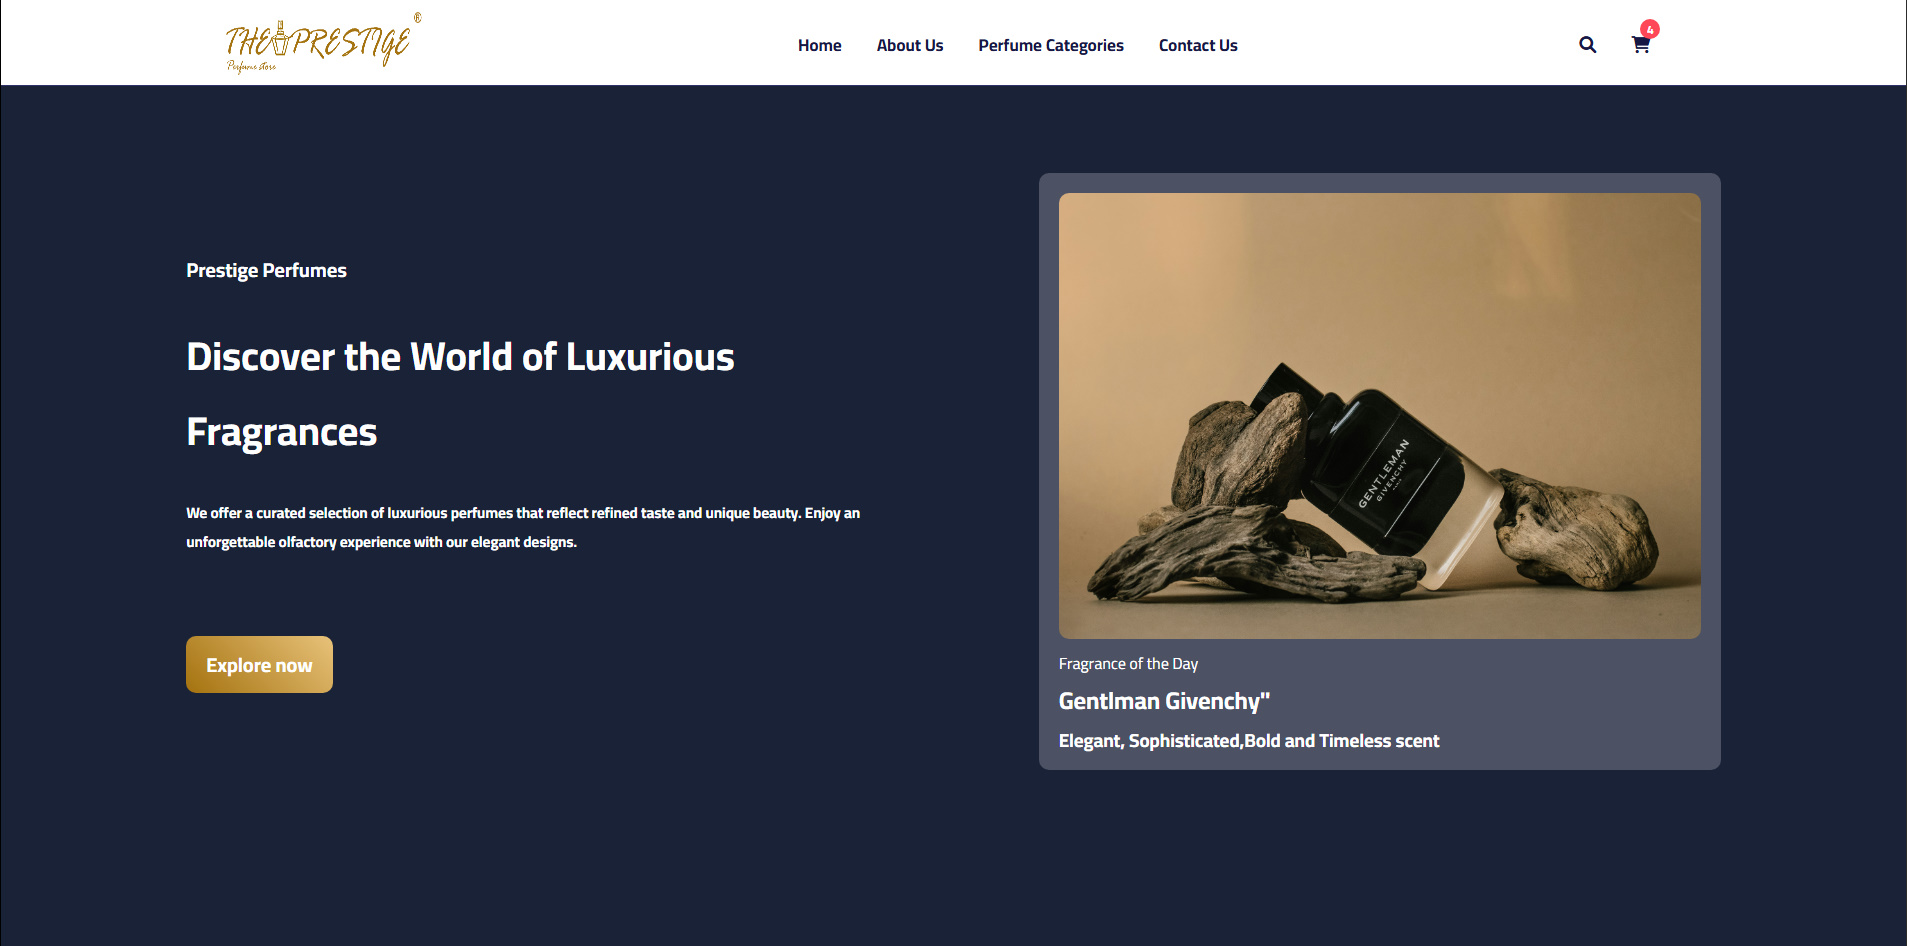 THE PRESTIGE ®
Perfume store
Home
About Us
Perfume Categories
Contact Us
4
Prestige Perfumes
Discover the World of Luxurious
Fragrances
We offer a curated selection of luxurious perfumes that reflect refined taste and unique beauty. Enjoy an
unforgettable olfactory experience with our elegant designs.
Explore now
GENTLEMAN
GIVENCHY
Fragrance of the Day
Gentlman Givenchy"
Elegant, Sophisticated,Bold and Timeless scent